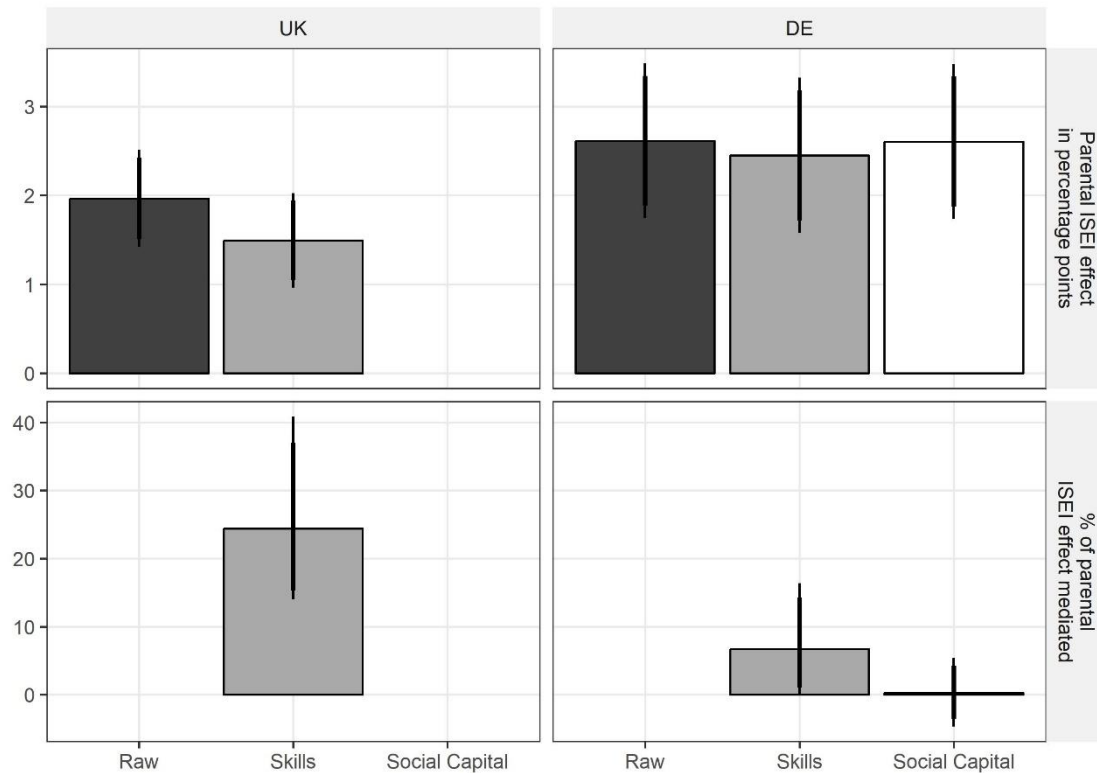 UK
DE
3
2
1
0
Parental ISEI effect
in percentage points
40
30
20
10
0
% of parental
ISEI effect mediated
Raw
Skills
Social Capital
Raw
Skills
Social Capital